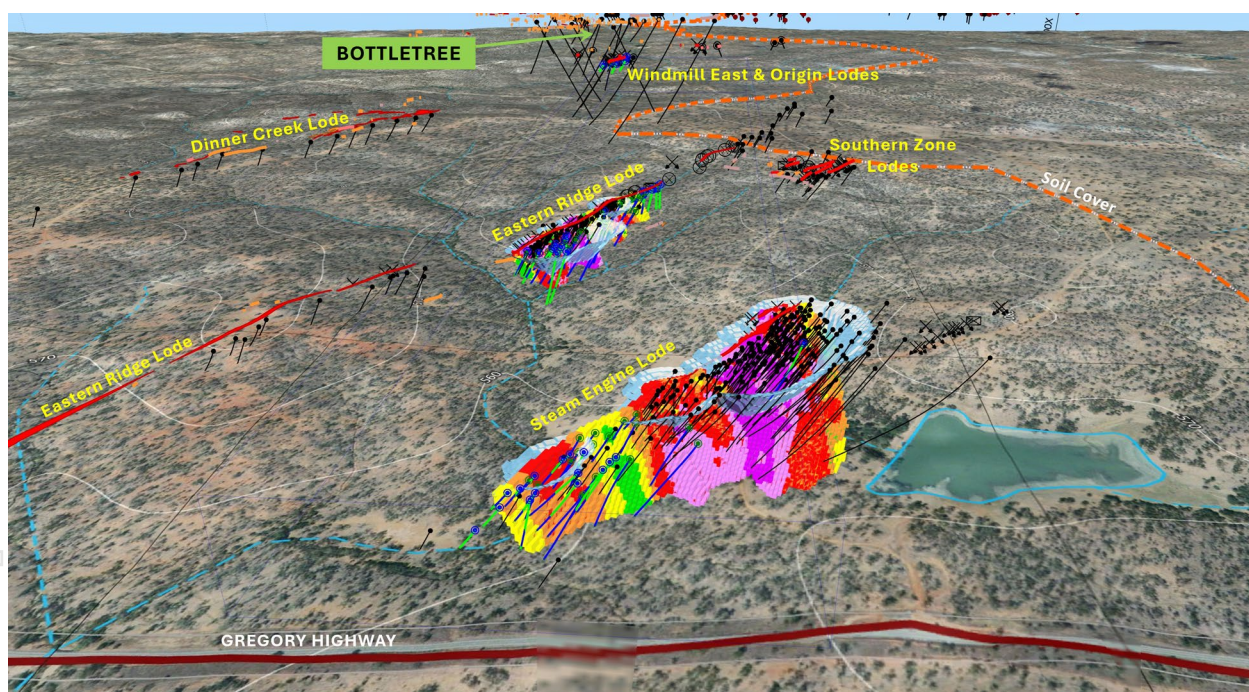 BOTTLETREE
Windmill East & Origin Lodes
Dinner Creek Lode
Southern Zone
Lodes
Eastern Ridge Lode
Soil Cover
Steam Engine Lode
570
Eastern Ridge Lode
GREGORY HIGHWAY